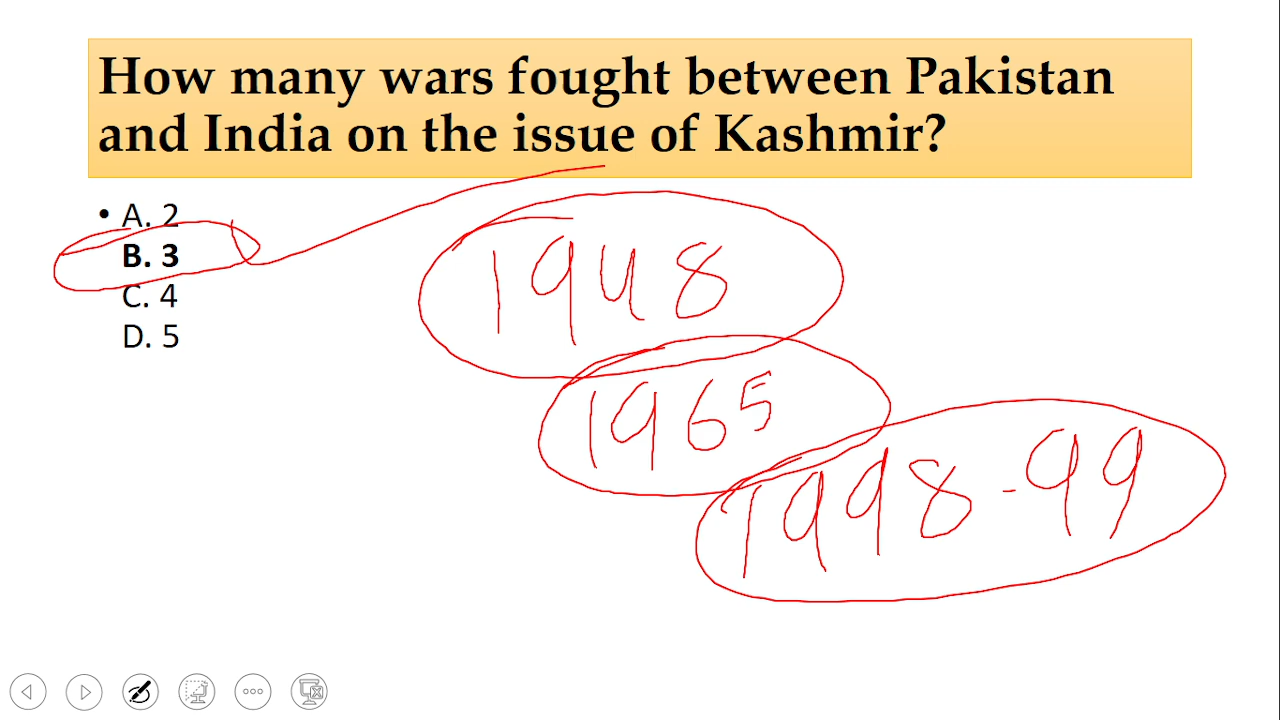 How many wars fought between Pakistan
and India on the issue of Kashmir?
• A. 2
B. 3
C. 4
D. 5
1948
1965
1998-99